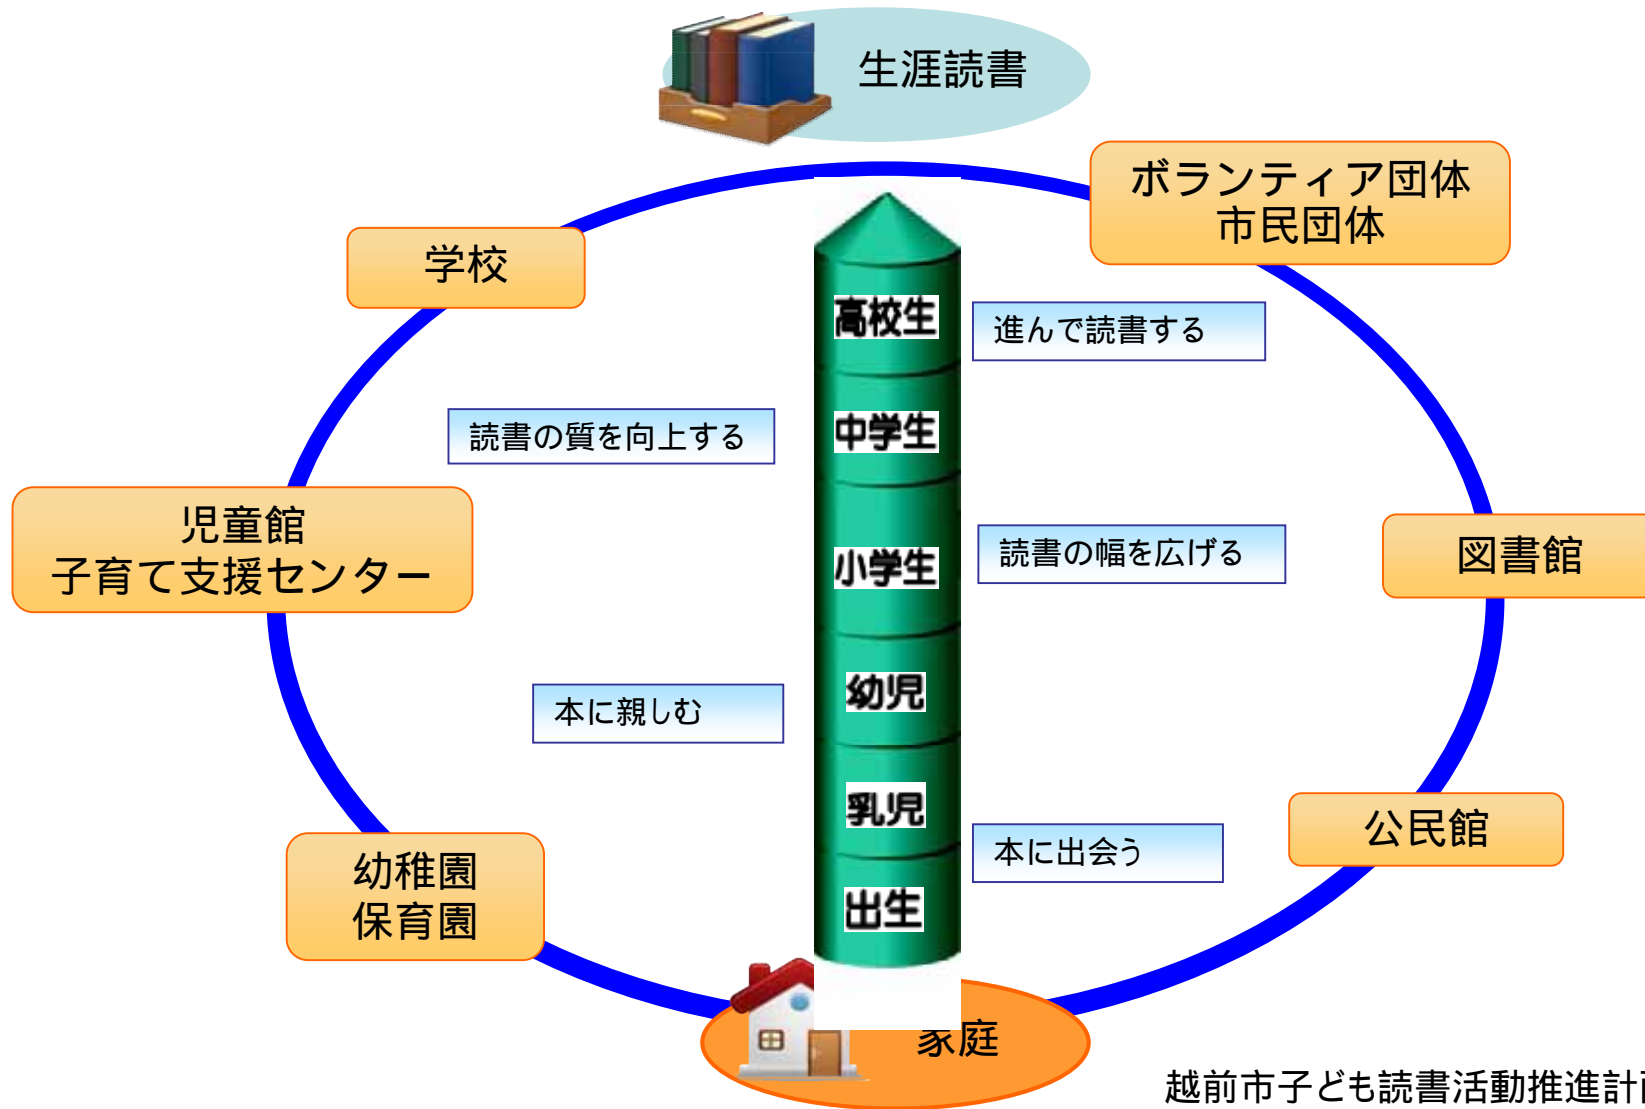 生涯読書
ボランティア団体
市民団体
学校
高校生
進んで読書する
中学生
読書の質を向上する
児童館
子育て支援センター
小学生
読書の幅を広げる
図書館
幼児
本に親しむ
乳児
本に出会う
公民館
幼稚園
保育園
出生
家庭
越前市子ども読書活動推進計画